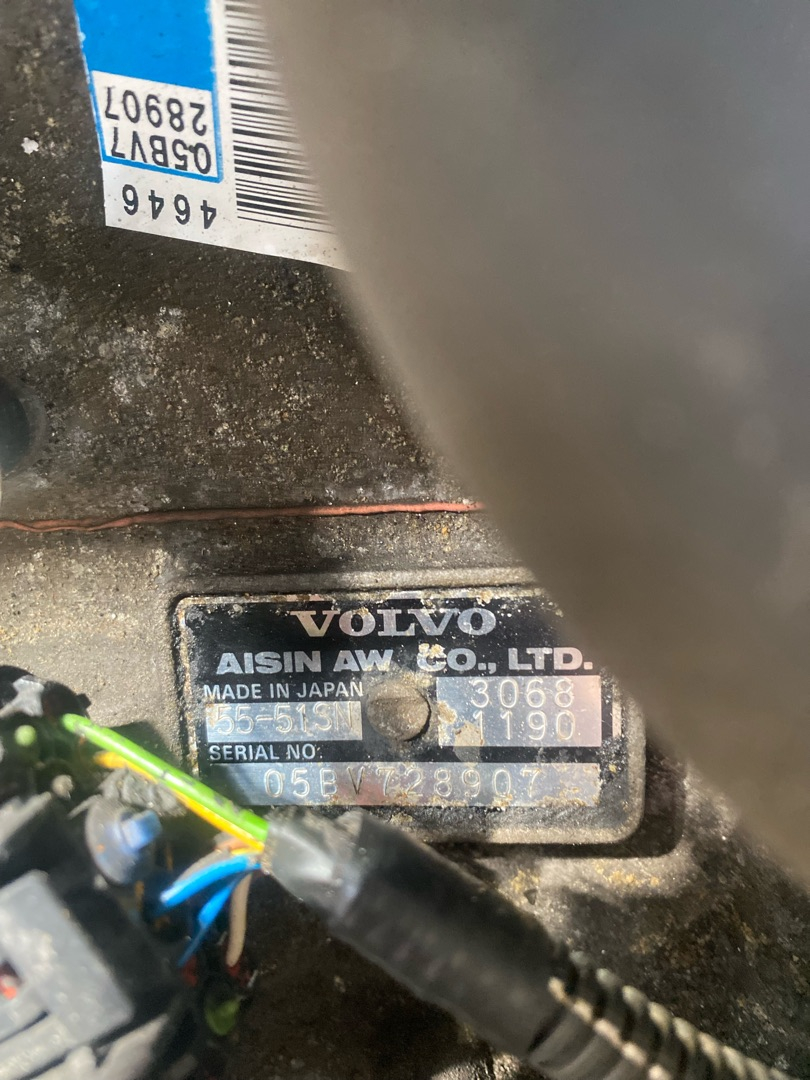 05BV7
28907
4646
VOLVO
AISIN AW CO., LTD.
MADE IN JAPAN
3068
55-51SN
1190
SERIAL NO.
05BV728907